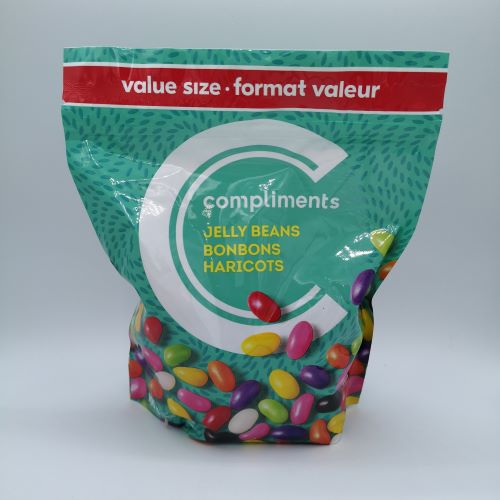 value size · format valeur
compliments
JELLY BEANS
BONBONS
HARICOTS